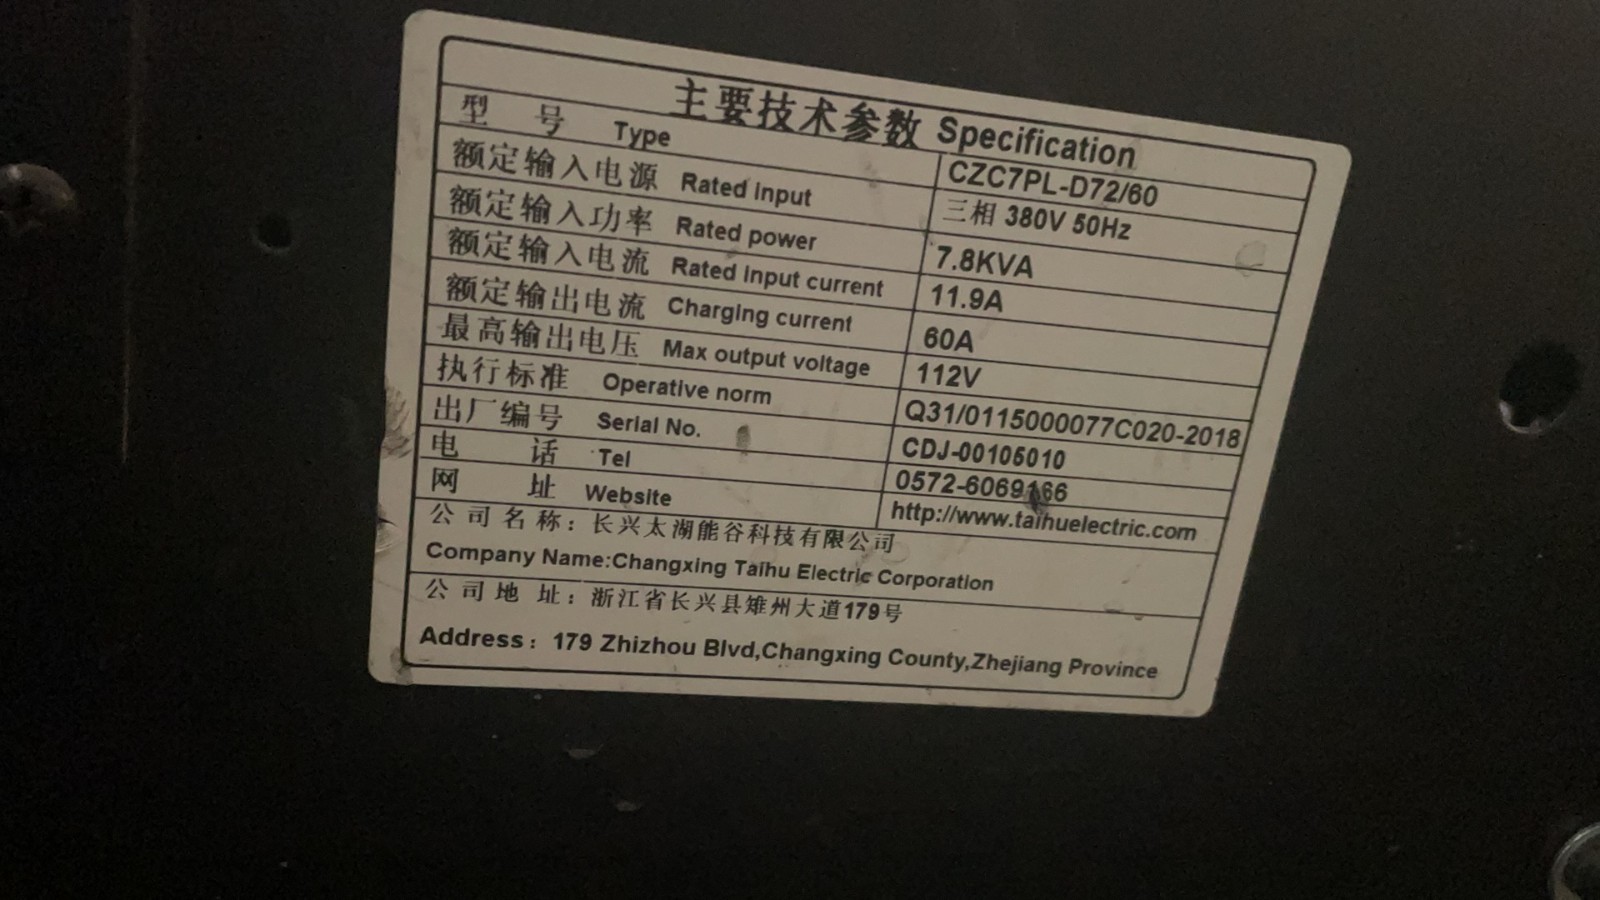 主要技术参数 Specification
型 号 Type CZC7PL-D72/60
额定输入电源 Rated input 三相 380V 50Hz
额定输入功率 Rated power 7.8KVA
额定输入电流 Rated input current 11.9A
额定输出电流 Charging current 60A
最高输出电压 Max output voltage 112V
执行标准 Operative norm Q31/0115000077C020-2018
出厂编号 Serial No. CDJ-00105010
电 话 Tel 0572-6069166
网 址 Website http://www.taihuelectric.com
公司名称：长兴太湖能谷科技有限公司
Company Name:Changxing Taihu Electric Corporation
公司地址：浙江省长兴县雉州大道179号
Address：179 Zhizhou Blvd,Changxing County,Zhejiang Province